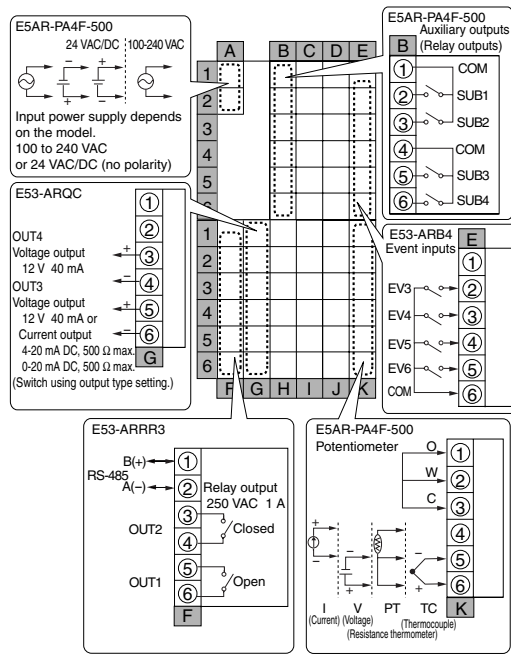 E5AR-PA4F-500
24 VAC/DC 100-240 VAC
Input power supply depends
on the model.
100 to 240 VAC
or 24 VAC/DC (no polarity)
A B C D E
1
2
3
4
5
6
1
2
3
4
5
6
F G H I J K
E5AR-PA4F-500
Auxiliary outputs
(Relay outputs)
B
1 COM
2 SUB1
3 SUB2
4 COM
5 SUB3
6 SUB4
E53-ARQC
1
2
OUT4
Voltage output + 3
12 V 40 mA
OUT3 − 4
Voltage output + 5
12 V 40 mA or
Current output − 6
4-20 mA DC, 500 Ω max.
0-20 mA DC, 500 Ω max. G
(Switch using output type setting.)
E53-ARB4
Event inputs
E
1
EV3 2
EV4 3
EV5 4
EV6 5
COM 6
E53-ARRR3
B(+) 1
RS-485
A(−) 2
Relay output
250 VAC 1 A
OUT2 3 Closed
4
OUT1 5 Open
6
F
E5AR-PA4F-500
Potentiometer
O 1
W 2
C 3
4
− 5
+ 6
+ − − + 
I V PT TC K
(Current) (Voltage) (Thermocouple)
(Resistance thermometer)